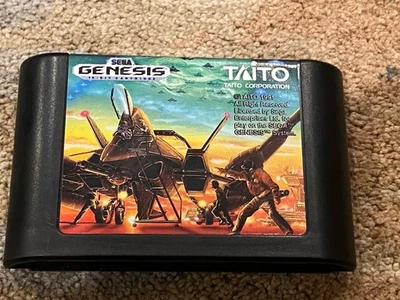 SEGA
GENESIS
16-BIT CARTRIDGE
TAITO
TAITO CORPORATION
©TAITO 1991
All Right Reserved.
Licensed by Sega
Enterprises Ltd. for
play on the SEGA™
GENESIS™ System.